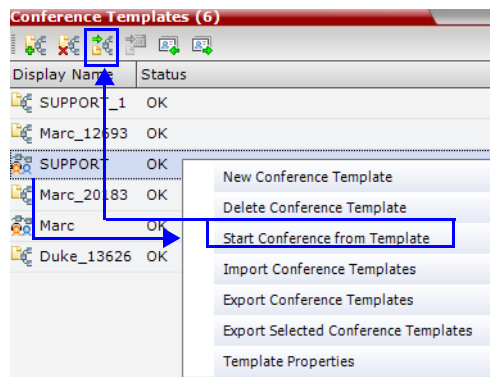 Conference Templates (6)
Display Name Status
SUPPORT_1 OK
Marc_12693 OK
SUPPORT OK
Marc_20183 OK
Marc OK
Duke_13626 OK
New Conference Template
Delete Conference Template
Start Conference from Template
Import Conference Templates
Export Conference Templates
Export Selected Conference Templates
Template Properties